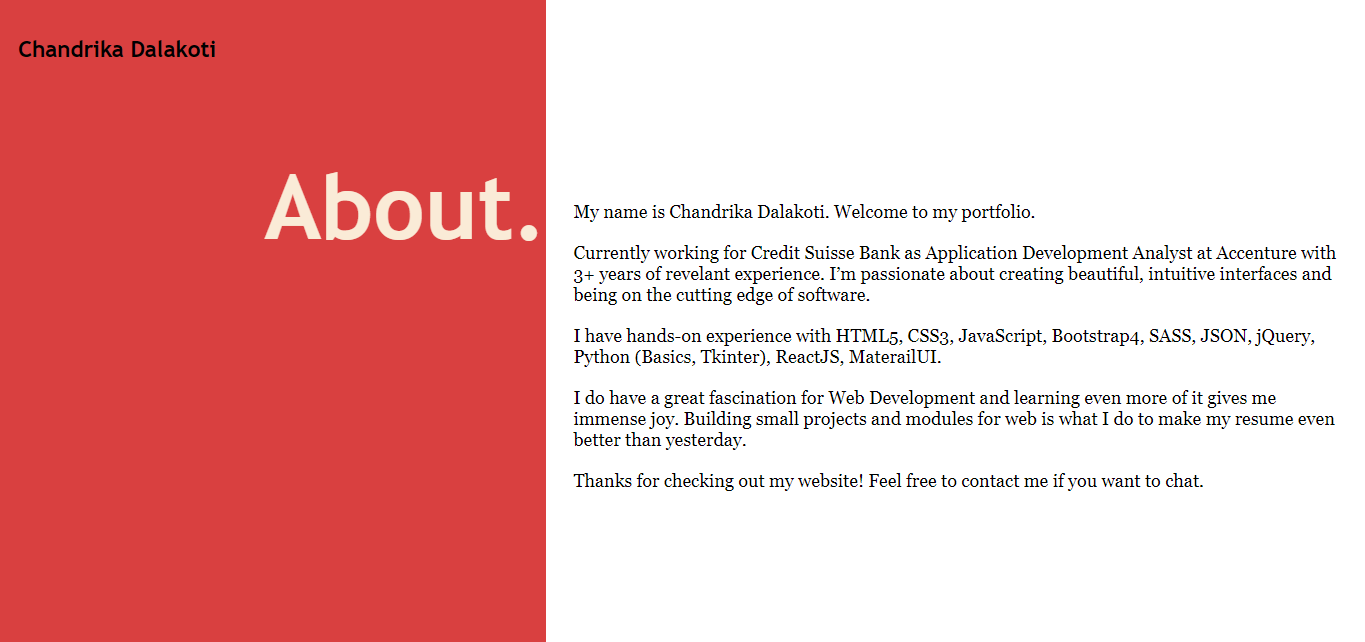 Chandrika Dalakoti
About.
My name is Chandrika Dalakoti. Welcome to my portfolio.
Currently working for Credit Suisse Bank as Application Development Analyst at Accenture with
3+ years of revelant experience. I’m passionate about creating beautiful, intuitive interfaces and
being on the cutting edge of software.
I have hands-on experience with HTML5, CSS3, JavaScript, Bootstrap4, SASS, JSON, jQuery,
Python (Basics, Tkinter), ReactJS, MaterailUI.
I do have a great fascination for Web Development and learning even more of it gives me
immense joy. Building small projects and modules for web is what I do to make my resume even
better than yesterday.
Thanks for checking out my website! Feel free to contact me if you want to chat.